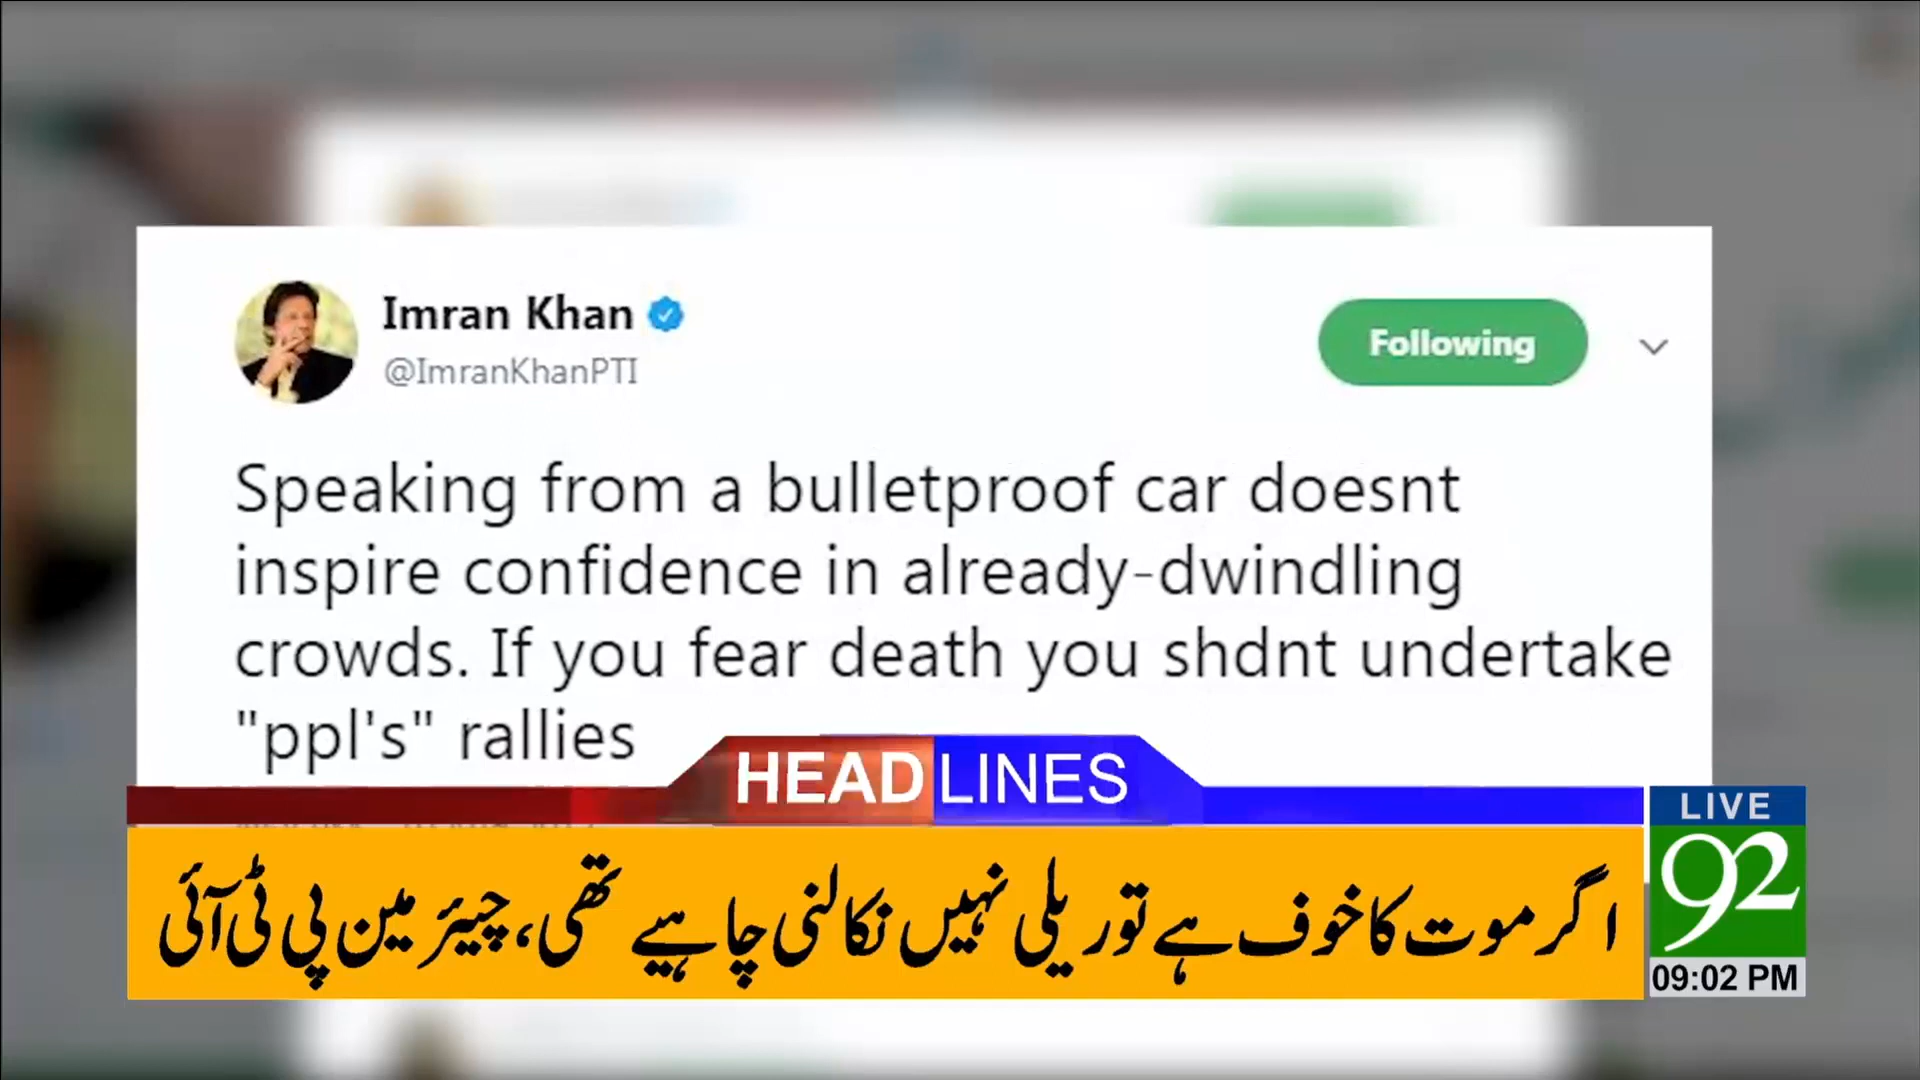 Imran Khan
@ImranKhanPTI
Following
Speaking from a bulletproof car doesnt
inspire confidence in already-dwindling
crowds. If you fear death you shdnt undertake
"ppl's" rallies
HEADLINES
اگر موت کا خوف ہے تو ریلی نہیں نکالنی چاہیے تھی، چیئرمین پی ٹی آئی
LIVE
92
09:02 PM